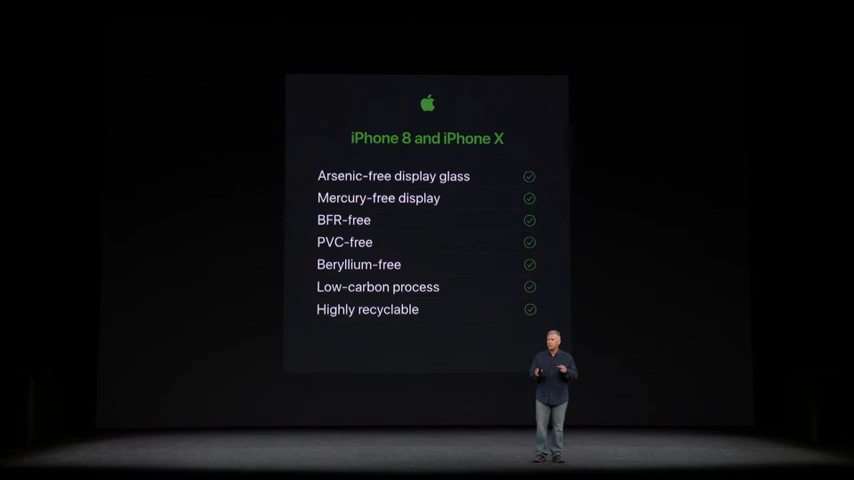 iPhone 8 and iPhone X
Arsenic-free display glass
Mercury-free display
BFR-free
PVC-free
Beryllium-free
Low-carbon process
Highly recyclable